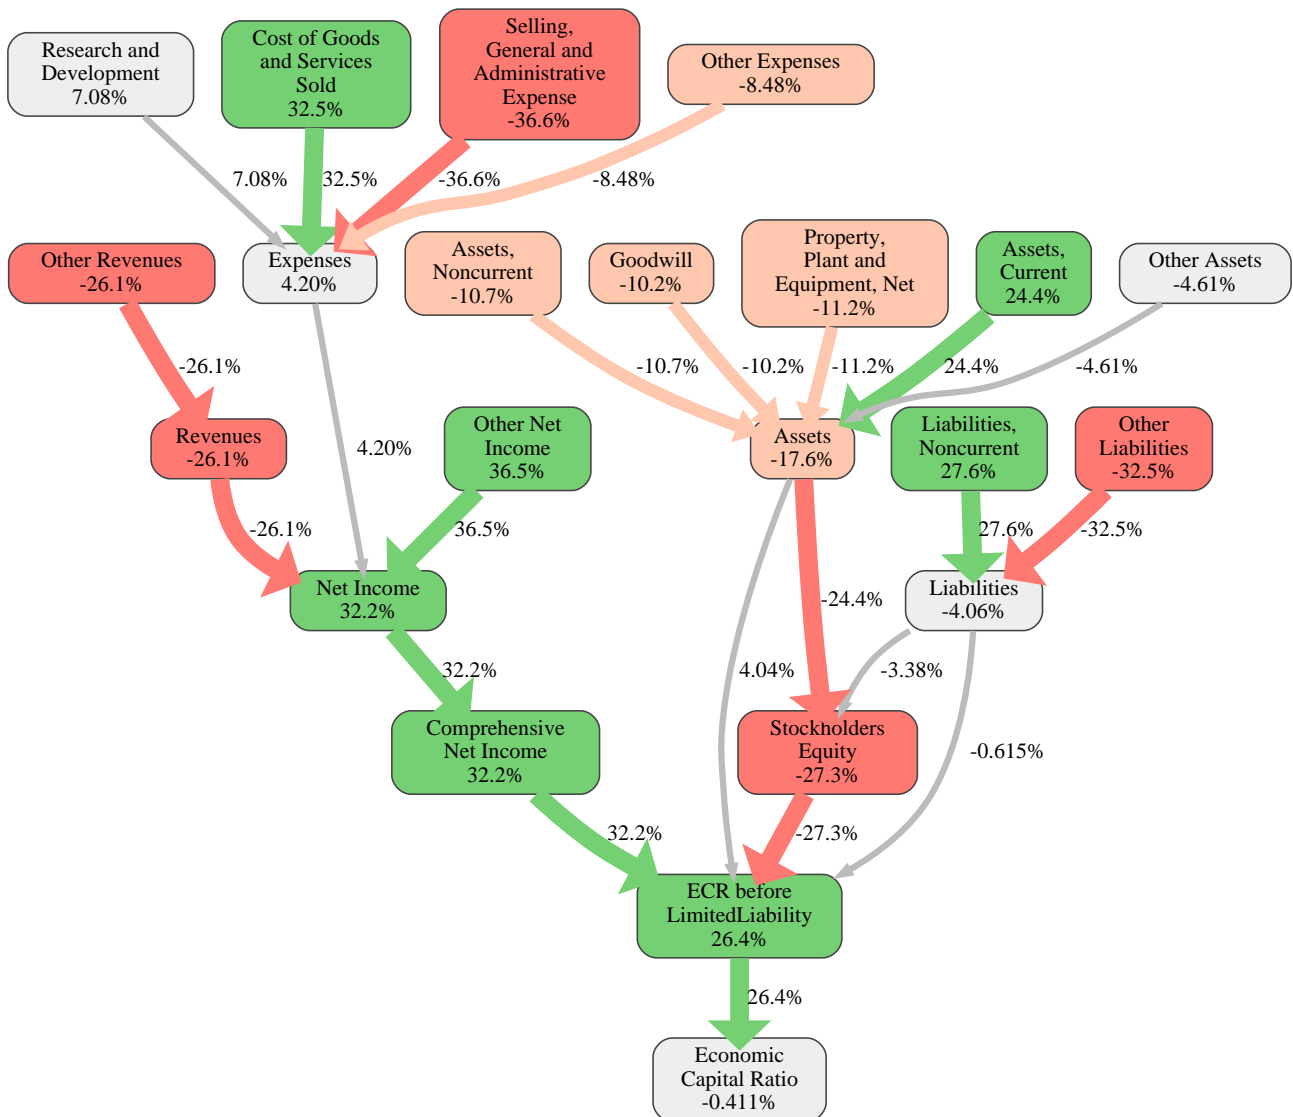 Research and
Development
7.08%
Cost of Goods
and Services
Sold
32.5%
Selling,
General and
Administrative
Expense
-36.6%
Other Expenses
-8.48%
7.08%
32.5%
-36.6%
-8.48%
Other Revenues
-26.1%
Expenses
4.20%
Assets,
Noncurrent
-10.7%
Goodwill
-10.2%
Property,
Plant and
Equipment, Net
-11.2%
Assets,
Current
24.4%
Other Assets
-4.61%
-26.1%
-10.7%
-10.2%
-11.2%
24.4%
-4.61%
Revenues
-26.1%
4.20%
Other Net
Income
36.5%
Assets
-17.6%
Liabilities,
Noncurrent
27.6%
Other
Liabilities
-32.5%
-26.1%
36.5%
27.6%
-32.5%
Net Income
32.2%
-24.4%
Liabilities
-4.06%
32.2%
4.04%
-3.38%
Comprehensive
Net Income
32.2%
Stockholders
Equity
-27.3%
-0.615%
32.2%
-27.3%
ECR before
LimitedLiability
26.4%
26.4%
Economic
Capital Ratio
-0.411%